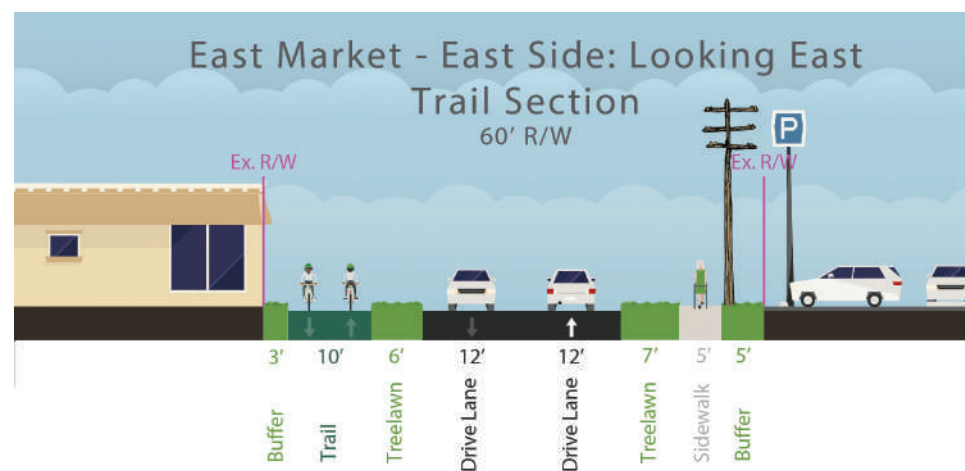 East Market - East Side: Looking East
Trail Section
60' R/W
P
Ex. R/W
Ex. R/W
3' 10' 6' 12' 12' 7' 5' 5'
Buffer
Trail
Treelawn
Drive Lane
Drive Lane
Treelawn
Sidewalk
Buffer